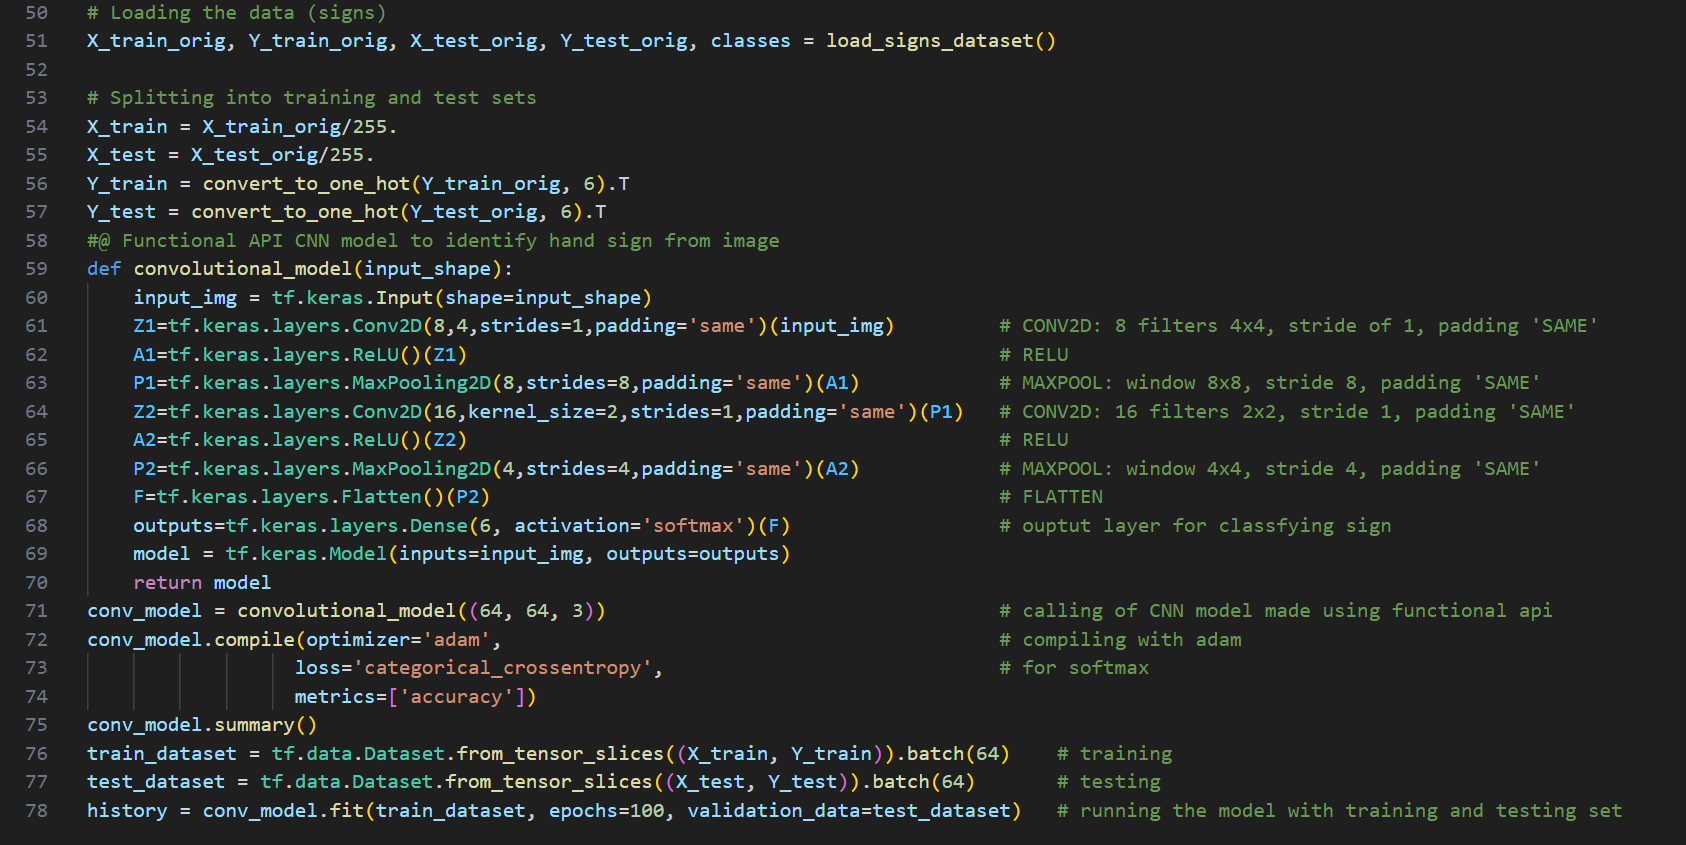 50 # Loading the data (signs)
51 X_train_orig, Y_train_orig, X_test_orig, Y_test_orig, classes = load_signs_dataset()
52
53 # Splitting into training and test sets
54 X_train = X_train_orig/255.
55 X_test = X_test_orig/255.
56 Y_train = convert_to_one_hot(Y_train_orig, 6).T
57 Y_test = convert_to_one_hot(Y_test_orig, 6).T
58 #@ Functional API CNN model to identify hand sign from image
59 def convolutional_model(input_shape):
60     input_img = tf.keras.Input(shape=input_shape)
61     Z1=tf.keras.layers.Conv2D(8,4,strides=1,padding='same')(input_img)         # CONV2D: 8 filters 4x4, stride of 1, padding 'SAME'
62     A1=tf.keras.layers.ReLU()(Z1)                                              # RELU
63     P1=tf.keras.layers.MaxPooling2D(8,strides=8,padding='same')(A1)            # MAXPOOL: window 8x8, stride 8, padding 'SAME'
64     Z2=tf.keras.layers.Conv2D(16,kernel_size=2,strides=1,padding='same')(P1)   # CONV2D: 16 filters 2x2, stride 1, padding 'SAME'
65     A2=tf.keras.layers.ReLU()(Z2)                                              # RELU
66     P2=tf.keras.layers.MaxPooling2D(4,strides=4,padding='same')(A2)            # MAXPOOL: window 4x4, stride 4, padding 'SAME'
67     F=tf.keras.layers.Flatten()(P2)                                            # FLATTEN
68     outputs=tf.keras.layers.Dense(6, activation='softmax')(F)                  # ouptut layer for classfying sign
69     model = tf.keras.Model(inputs=input_img, outputs=outputs)
70     return model
71 conv_model = convolutional_model((64, 64, 3))                                  # calling of CNN model made using functional api
72 conv_model.compile(optimizer='adam',                                           # compiling with adam
73                   loss='categorical_crossentropy',                             # for softmax
74                   metrics=['accuracy'])
75 conv_model.summary()
76 train_dataset = tf.data.Dataset.from_tensor_slices((X_train, Y_train)).batch(64)    # training
77 test_dataset = tf.data.Dataset.from_tensor_slices((X_test, Y_test)).batch(64)       # testing
78 history = conv_model.fit(train_dataset, epochs=100, validation_data=test_dataset)   # running the model with training and testing set